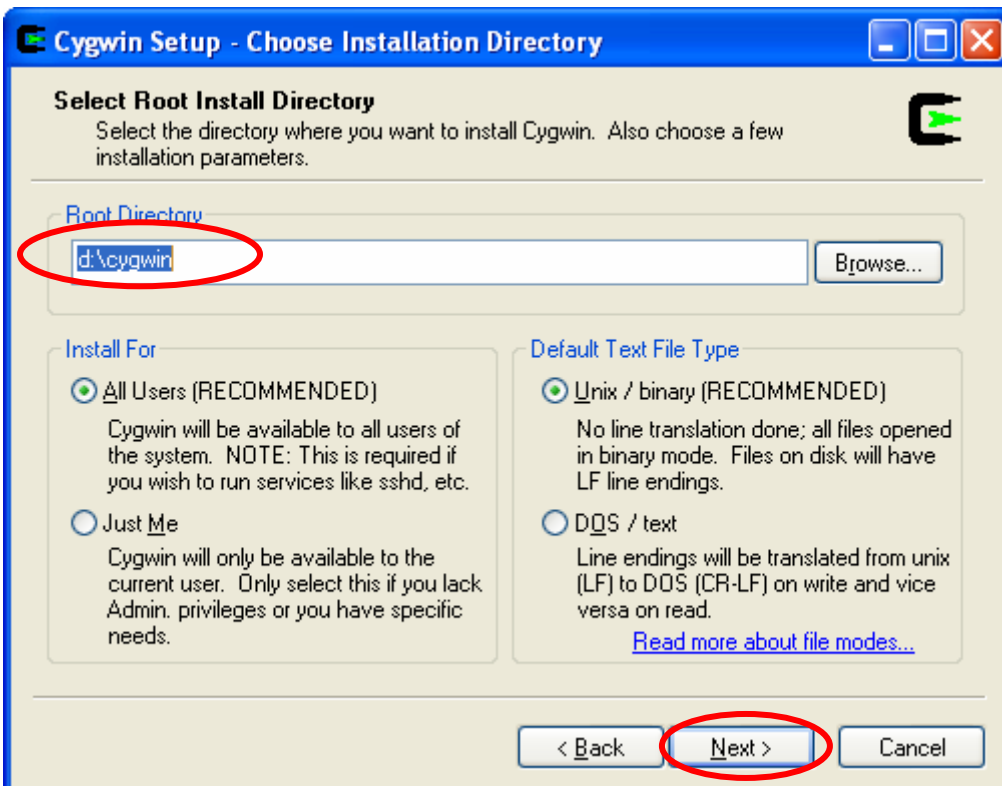 Cygwin Setup - Choose Installation Directory
Select Root Install Directory
Select the directory where you want to install Cygwin. Also choose a few
installation parameters.
Root Directory
d:\cygwin
Browse...
Install For
All Users (RECOMMENDED)
Cygwin will be available to all users of
the system. NOTE: This is required if
you wish to run services like sshd, etc.
Just Me
Cygwin will only be available to the
current user. Only select this if you lack
Admin. privileges or you have specific
needs.
Default Text File Type
Unix / binary (RECOMMENDED)
No line translation done; all files opened
in binary mode. Files on disk will have
LF line endings.
DOS / text
Line endings will be translated from unix
(LF) to DOS (CR-LF) on write and vice
versa on read.
Read more about file modes...
< Back
Next >
Cancel